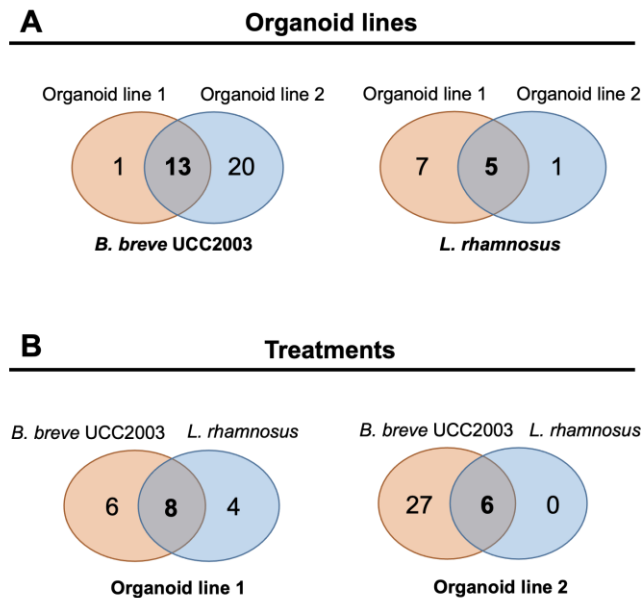 A Organoid lines
Organoid line 1 Organoid line 2 Organoid line 1 Organoid line 2
1 13 20 7 5 1
B. breve UCC2003 L. rhamnosus
B Treatments
B. breve UCC2003 L. rhamnosus B. breve UCC2003 L. rhamnosus
6 8 4 27 6 0
Organoid line 1 Organoid line 2